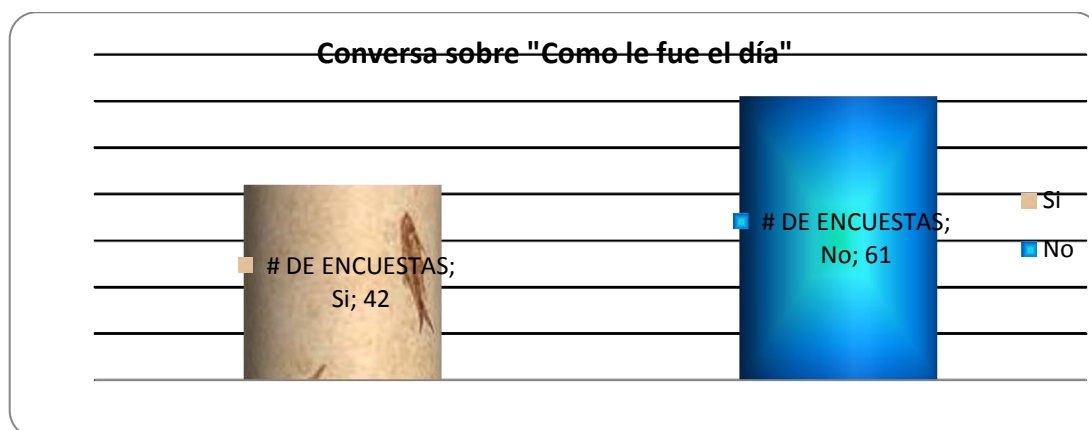 Conversa sobre "Como le fue el día"
# DE ENCUESTAS;
Si; 42
# DE ENCUESTAS;
No; 61
Si
No